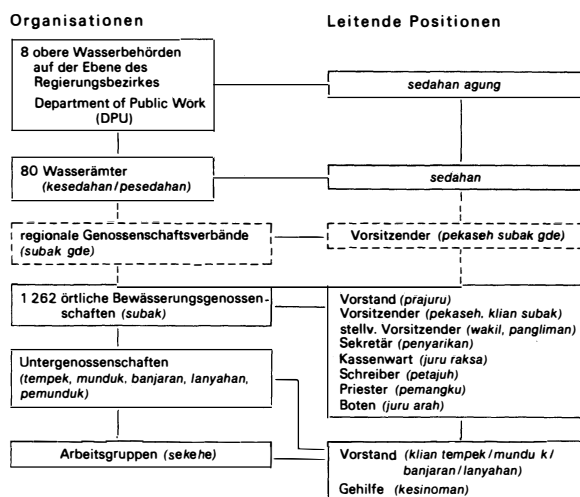 Organisationen
Leitende Positionen
8 obere Wasserbehörden
auf der Ebene des
Regierungsbezirkes
Department of Public Work
(DPU)
sedahan agung
80 Wasserämter
(kesedahan/pesedahan)
sedahan
regionale Genossenschaftsverbände
(subak gde)
Vorsitzender (pekaseh subak gde)
1 262 örtliche Bewässerungsgenossen-
schaften (subak)
Vorstand (prajuru)
Vorsitzender (pekaseh. klian subak)
stellv. Vorsitzender (wakil, pangliman)
Sekretär (penyarikan)
Kassenwart (juru raksa)
Schreiber (petajuh)
Priester (pemangku)
Boten (juru arah)
Untergenossenschaften
(tempek, munduk, banjaran, lanyahan,
pemunduk)
Arbeitsgruppen (sekehe)
Vorstand (klian tempek/mundu k/
banjaran/lanyahan)
Gehilfe (kesinoman)